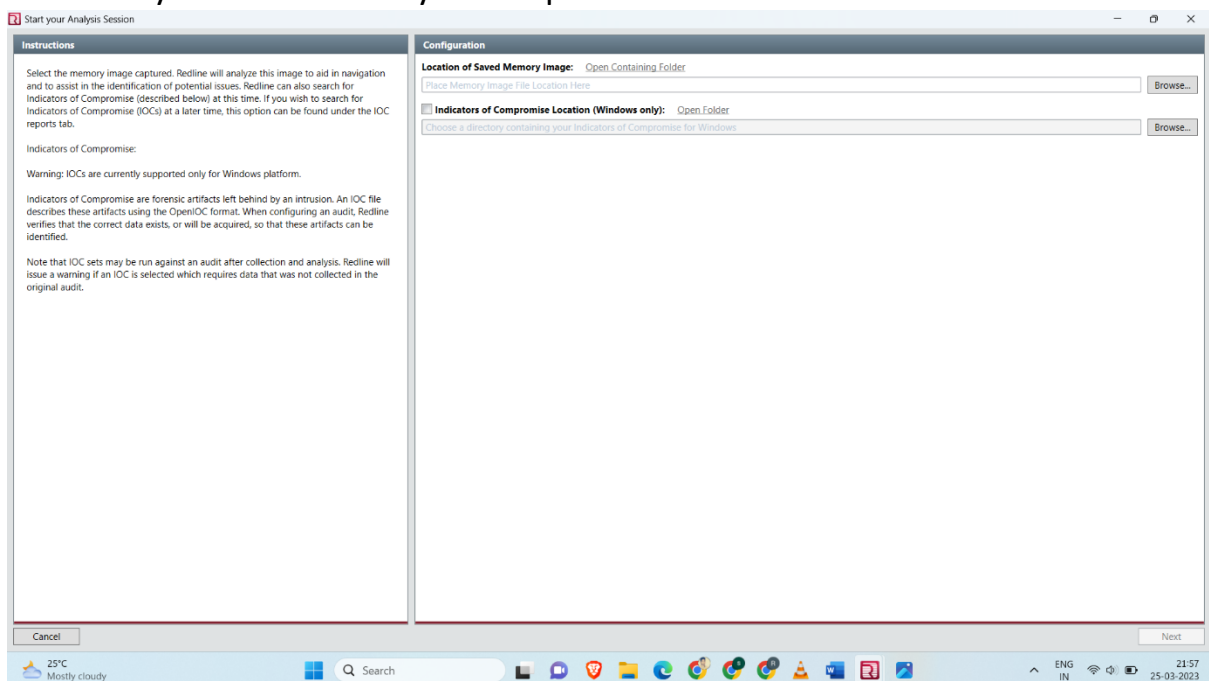 Start your Analysis Session
Instructions
Select the memory image captured. Redline will analyze this image to aid in navigation
and to assist in the identification of potential issues. Redline can also search for
Indicators of Compromise (described below) at this time. If you wish to search for
Indicators of Compromise (IOCs) at a later time, this option can be found under the IOC
reports tab.
Indicators of Compromise:
Warning: IOCs are currently supported only for Windows platform.
Indicators of Compromise are forensic artifacts left behind by an intrusion. An IOC file
describes these artifacts using the OpenIOC format. When configuring an audit, Redline
verifies that the correct data exists, or will be acquired, so that these artifacts can be
identified.
Note that IOC sets may be run against an audit after collection and analysis. Redline will
issue a warning if an IOC is selected which requires data that was not collected in the
original audit.
Configuration
Location of Saved Memory Image: Open Containing Folder
Place Memory Image File Location Here Browse...
Indicators of Compromise Location (Windows only): Open Folder
Choose a directory containing your Indicators of Compromise for Windows Browse...
Cancel Next
25°C
Mostly cloudy
Search
ENG
IN
21:57
25-03-2023